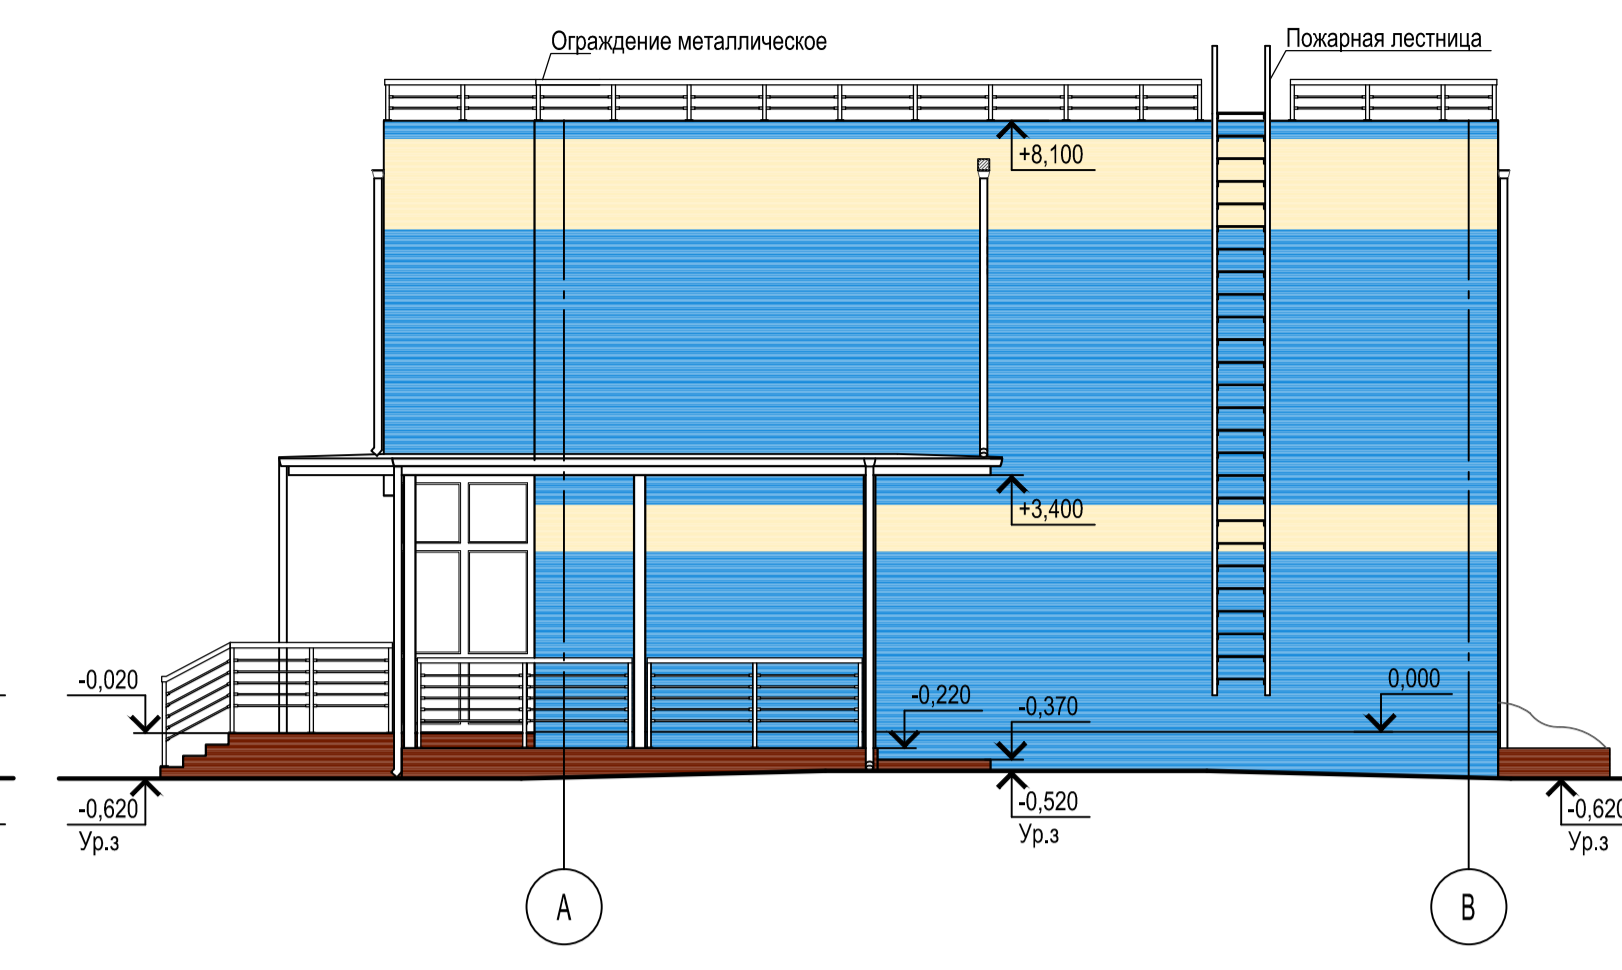 Ограждение металлическое
Пожарная лестница
+8,100
+3,400
-0,020
-0,220
-0,370
0,000
-0,620
Ур.з
-0,520
Ур.з
-0,620
Ур.з
А
В